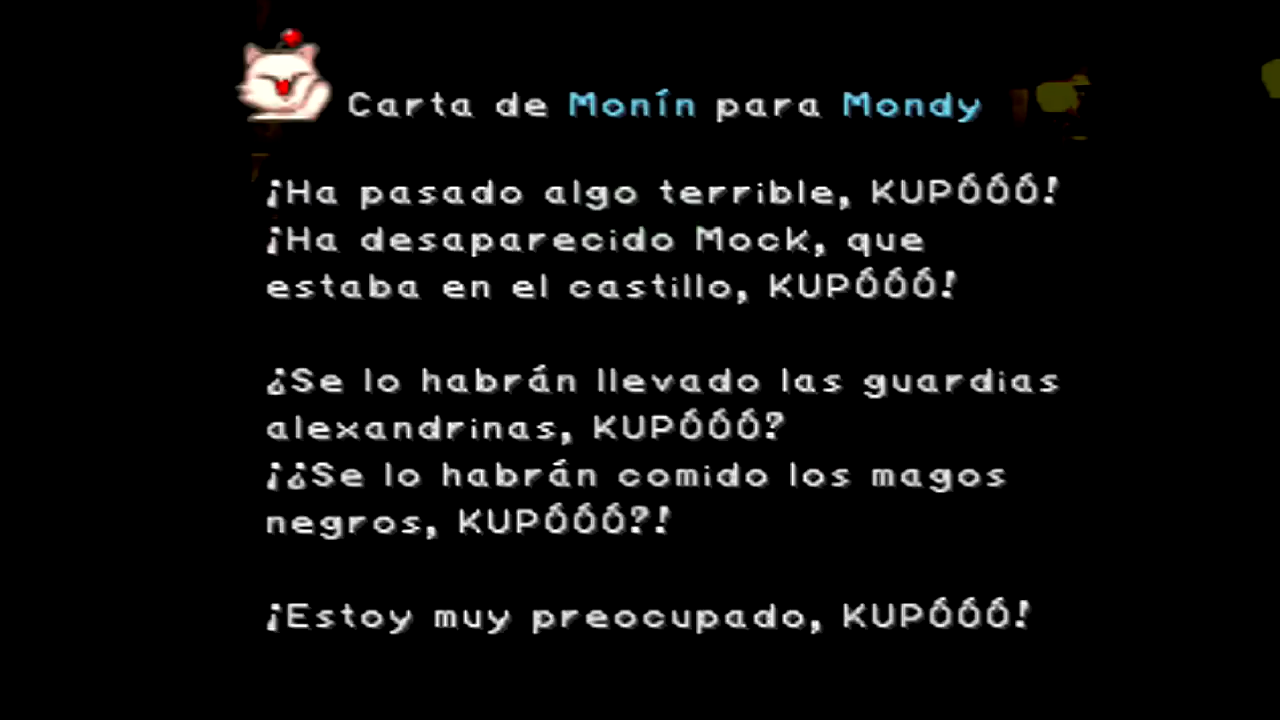 Carta de Monín para Mondy
¡Ha pasado algo terrible, KUPÓÓÓ!
¡Ha desaparecido Mock, que
estaba en el castillo, KUPÓÓÓ!
¿Se lo habrán llevado las guardias
alexandrinas, KUPÓÓÓ?
¡¿Se lo habrán comido los magos
negros, KUPÓÓÓ?!
¡Estoy muy preocupado, KUPÓÓÓ!